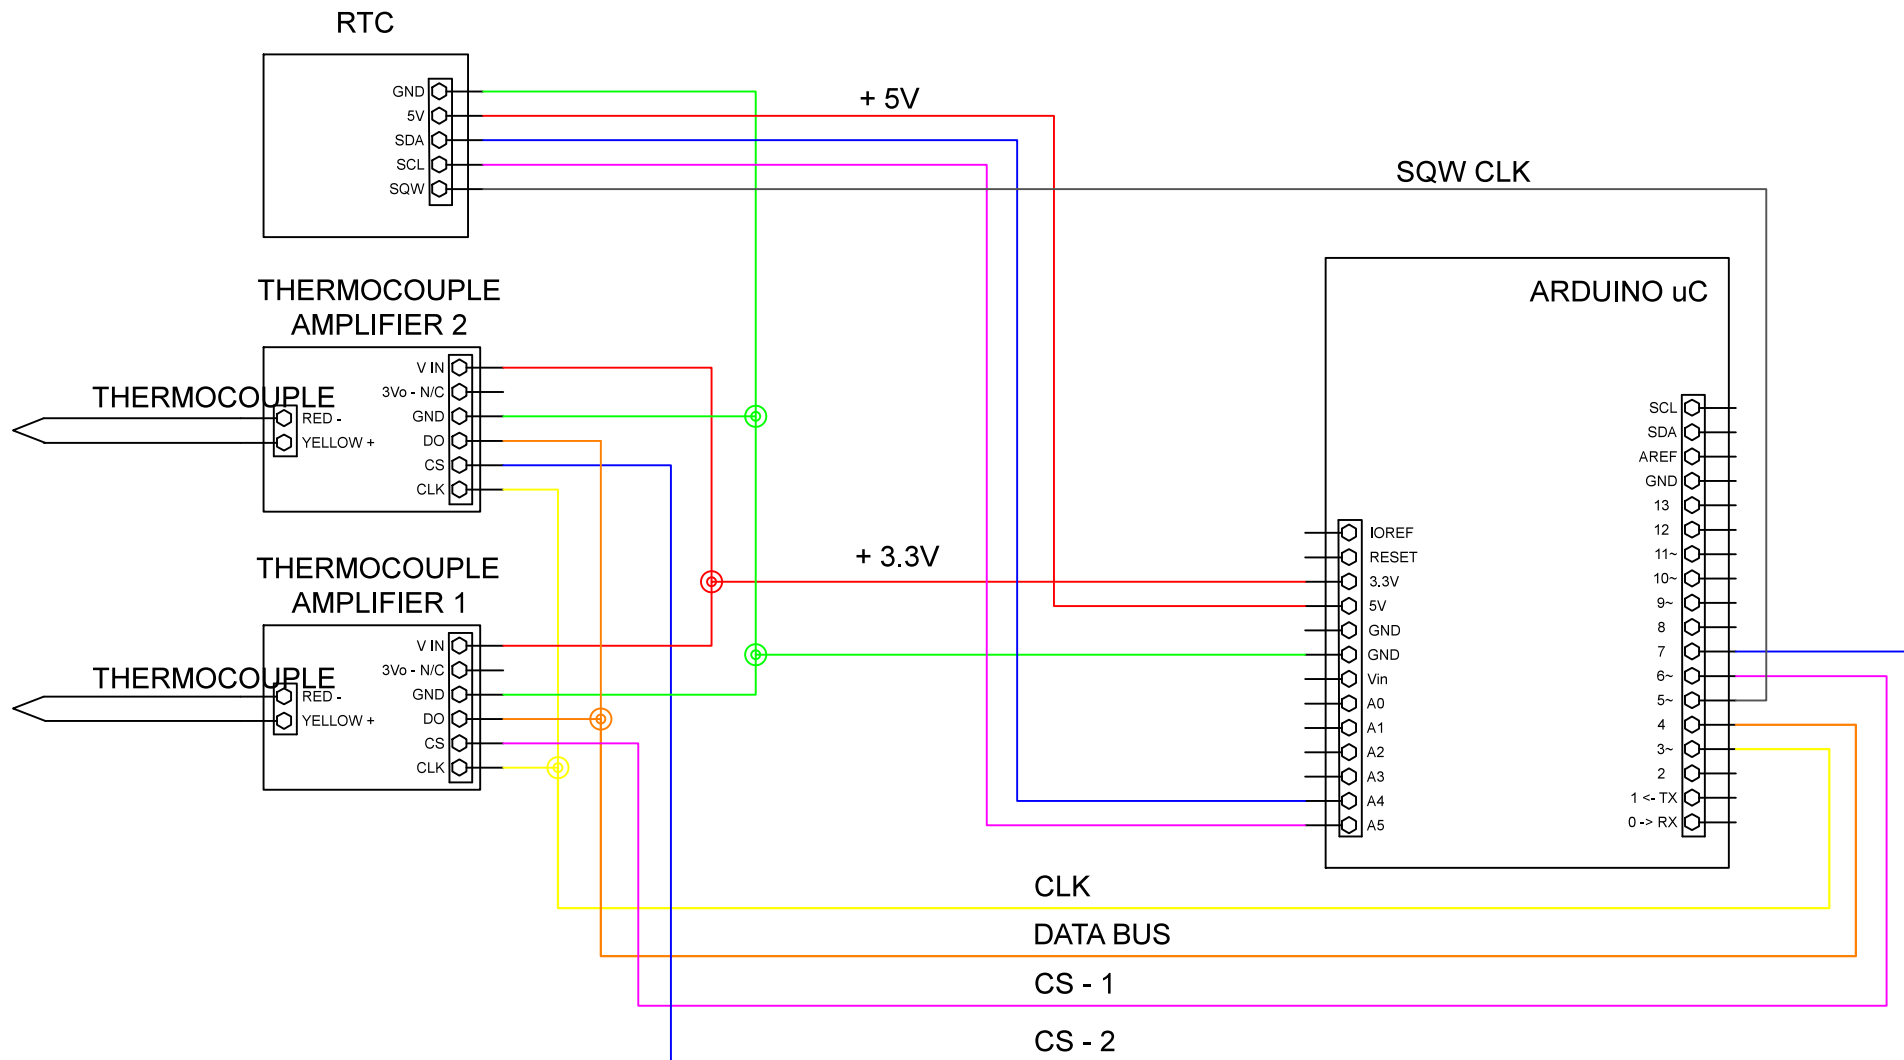 RTC
GND
5V
SDA
SCL
SQW
+ 5V
SQW CLK
ARDUINO uC
THERMOCOUPLE
AMPLIFIER 2
THERMOCOUPLE
RED -
YELLOW +
V IN
3Vo - N/C
GND
DO
CS
CLK
THERMOCOUPLE
AMPLIFIER 1
THERMOCOUPLE
RED -
YELLOW +
V IN
3Vo - N/C
GND
DO
CS
CLK
+ 3.3V
IOREF
RESET
3.3V
5V
GND
GND
Vin
A0
A1
A2
A3
A4
A5
SCL
SDA
AREF
GND
13
12
11~
10~
9~
8
7
6~
5~
4
3~
2
1 <- TX
0 -> RX
CLK
DATA BUS
CS - 1
CS - 2